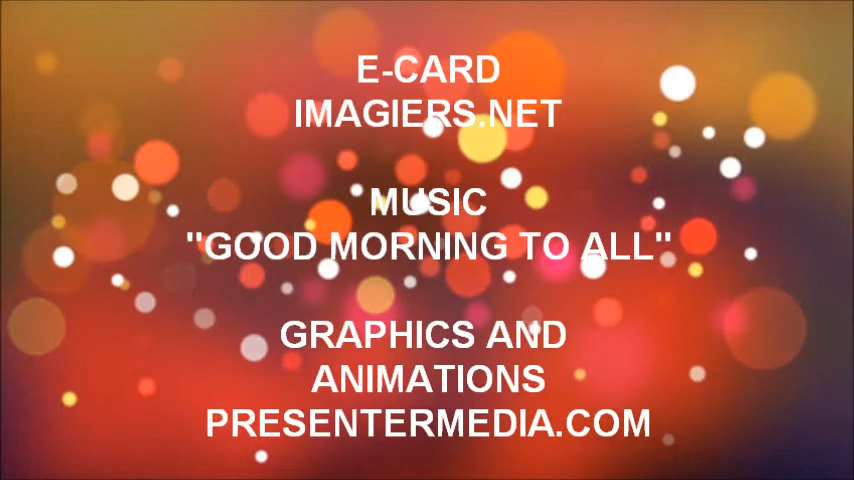 E-CARD
IMAGIERS.NET
MUSIC
"GOOD MORNING TO ALL"
GRAPHICS AND
ANIMATIONS
PRESENTERMEDIA.COM